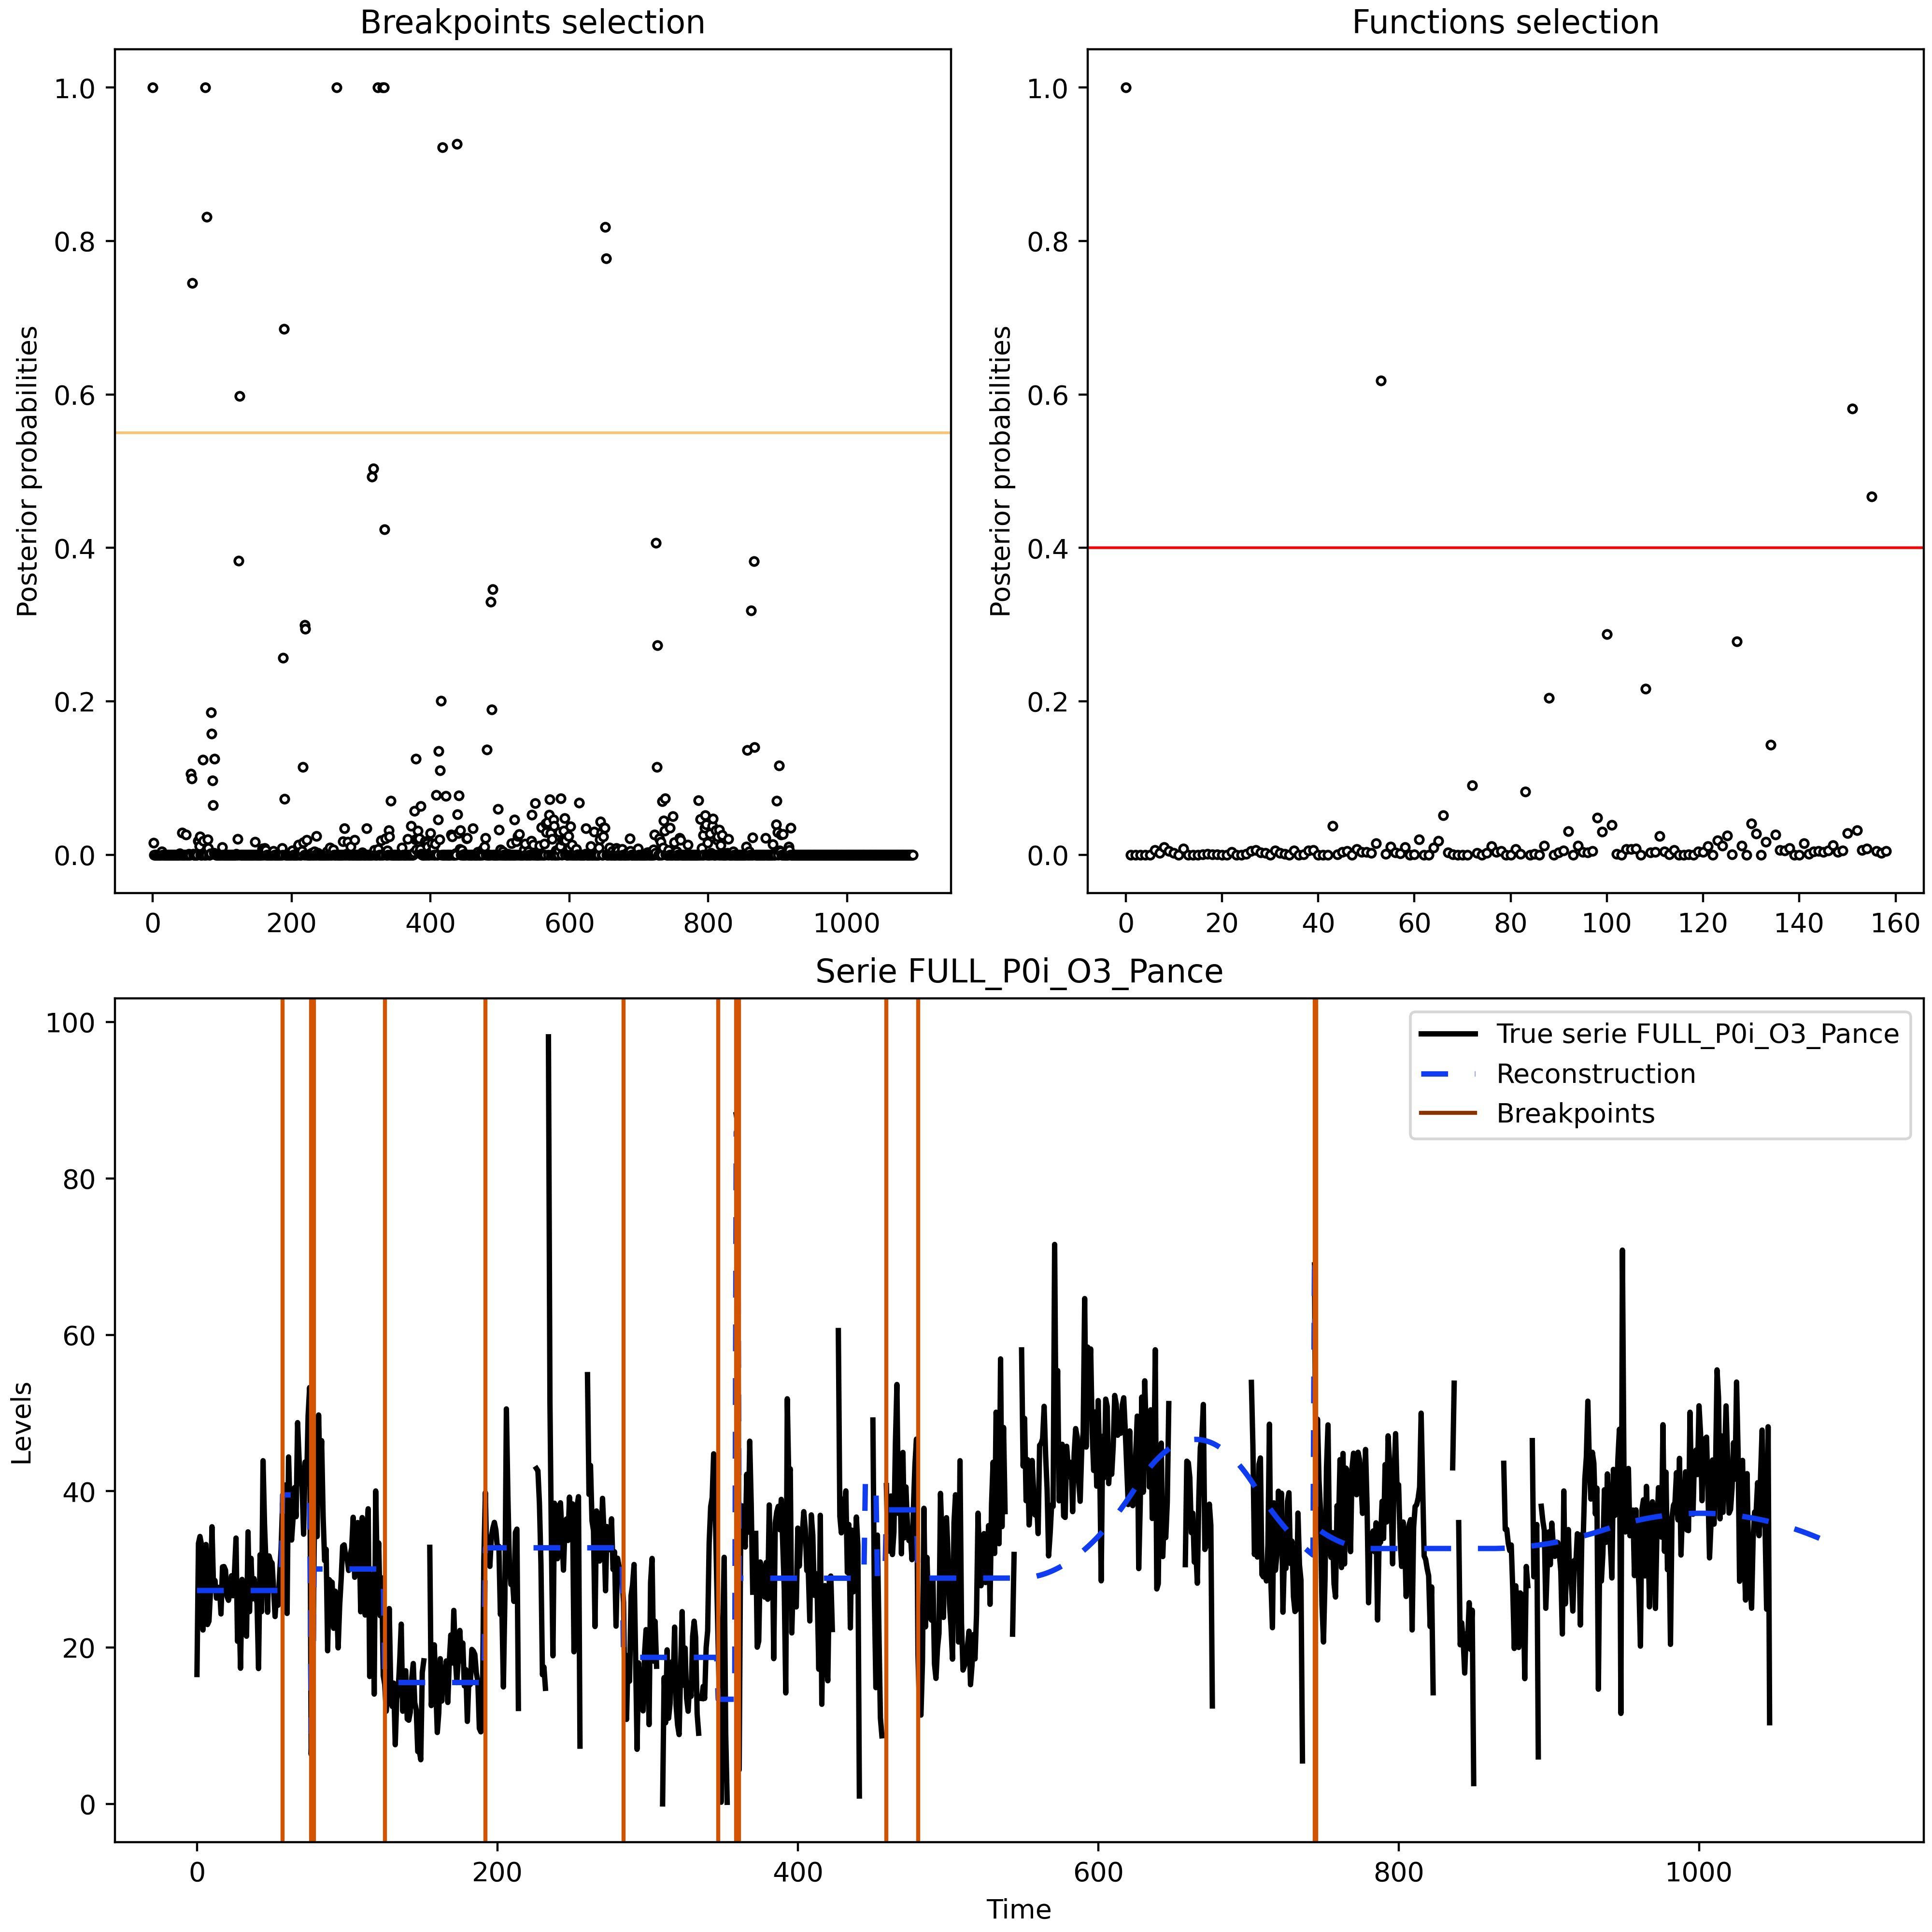 Breakpoints selection
Posterior probabilities
1.0
0.8
0.6
0.4
0.2
0.0
0 200 400 600 800 1000
Functions selection
Posterior probabilities
1.0
0.8
0.6
0.4
0.2
0.0
0 20 40 60 80 100 120 140 160
Serie FULL_P0i_O3_Pance
Levels
100
80
60
40
20
0
True serie FULL_P0i_O3_Pance
Reconstruction
Breakpoints
0 200 400 600 800 1000
Time